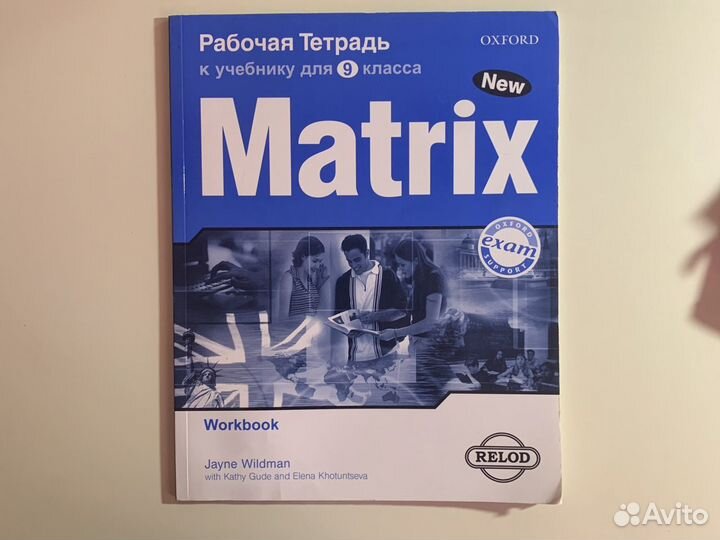 Рабочая Тетрадь
OXFORD
к учебнику для 9 класса
New
Matrix
OXFORD
exam
SUPPORT
Workbook
Jayne Wildman
with Kathy Gude and Elena Khotuntseva
RELOD
Avito